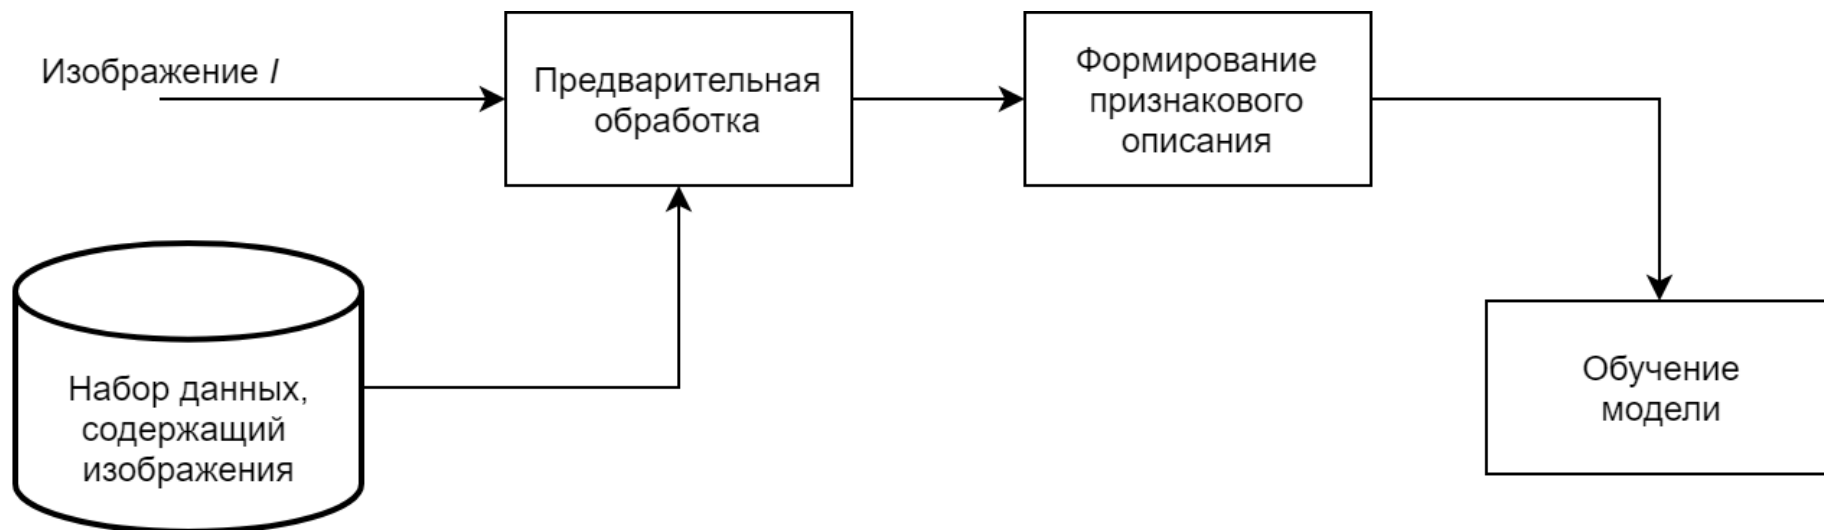 Изображение I
Предварительная
обработка
Формирование
признакового
описания
Набор данных,
содержащий
изображения
Обучение
модели